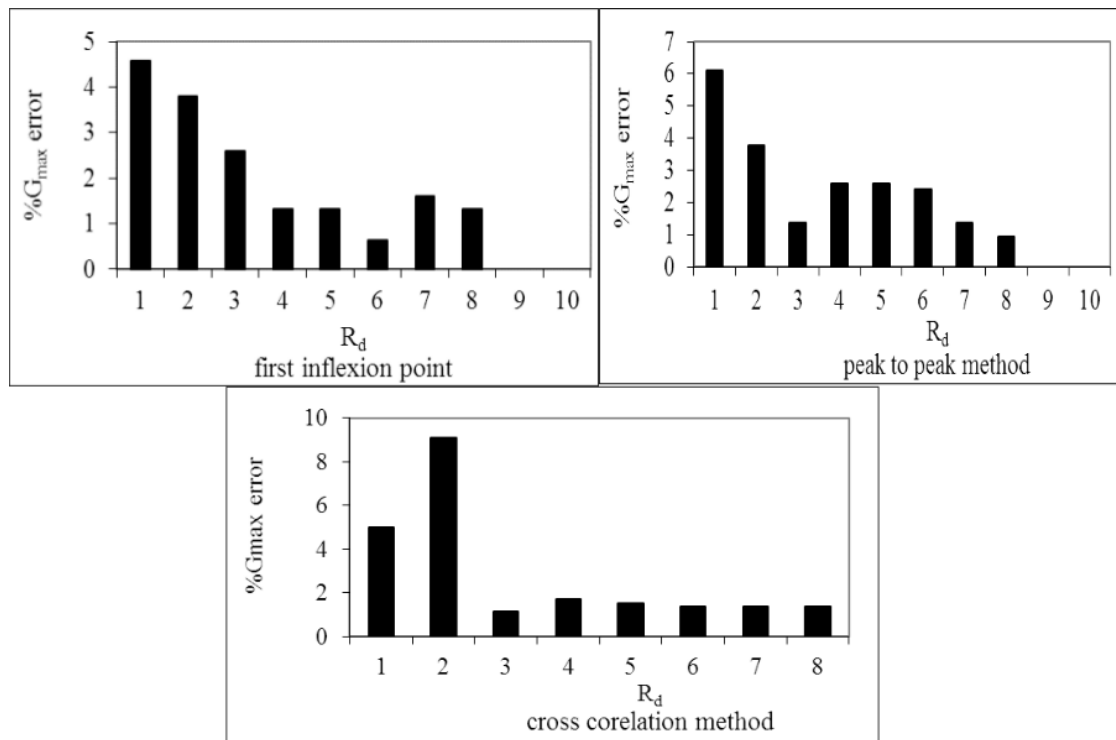 5
4
3
2
1
0
%Gmax error
1 2 3 4 5 6 7 8 9 10
Rd
first inflexion point
7
6
5
4
3
2
1
0
%Gmax error
1 2 3 4 5 6 7 8 9 10
Rd
peak to peak method
10
8
6
4
2
0
%Gmax error
1 2 3 4 5 6 7 8
Rd
cross corelation method